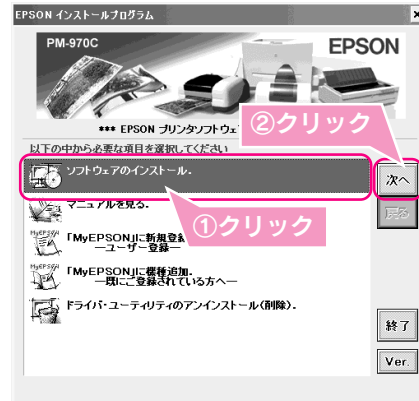 EPSON インストールプログラム
PM-970C
EPSON
*** EPSON プリンタソフトウェ
②クリック
以下の中から必要な項目を選択してください
ソフトウェアのインストール.
次へ
マニュアルを見る.
戻る
①クリック
「MyEPSON」に新規登録
―ユーザー登録―
「MyEPSON」に機種追加.
―既にご登録されている方へ―
ドライバ・ユーティリティのアンインストール(削除).
終了
Ver.